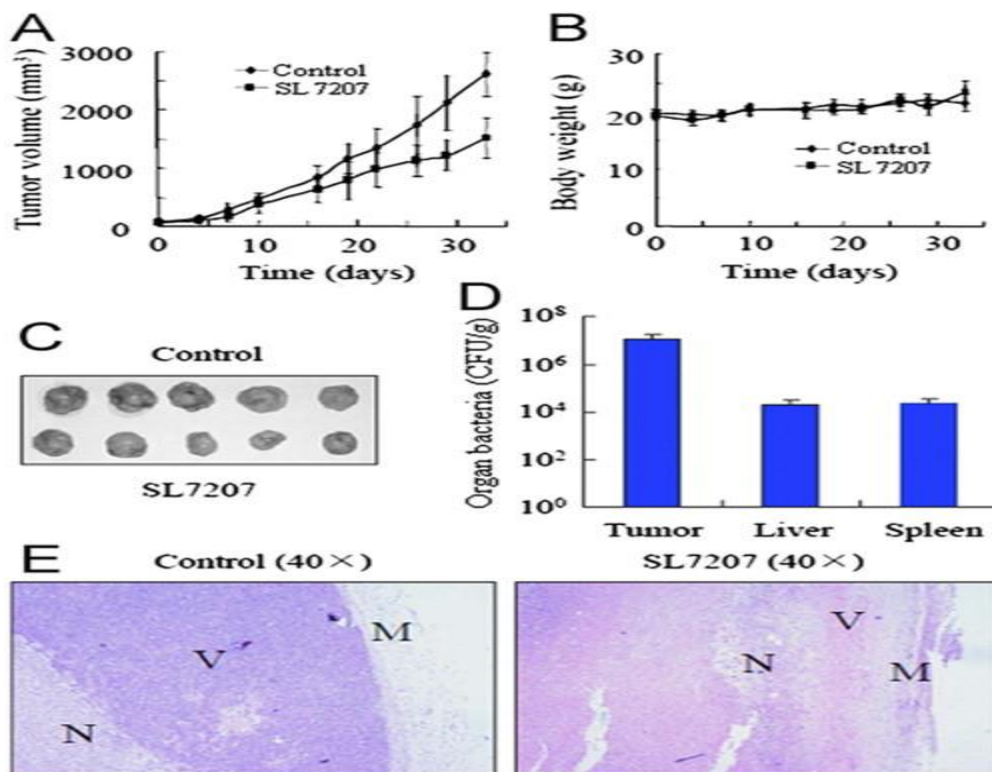 A
Tumor volume (mm³)
3000
2000
1000
0
Control
SL 7207
0 10 20 30
Time (days)
B
Body weight (g)
30
20
10
0
Control
SL 7207
0 10 20 30
Time (days)
C
Control
SL7207
D
Organ bacteria (CFU/g)
10⁸
10⁶
10⁴
10²
10⁰
Tumor Liver Spleen
E
Control (40×)
V
M
N
SL7207 (40×)
V
N
M